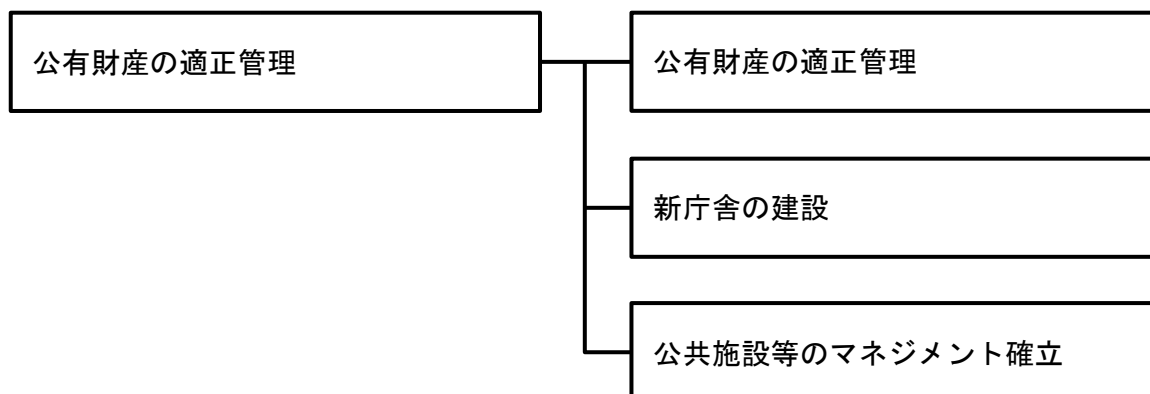 公有財産の適正管理
公有財産の適正管理
新庁舎の建設
公共施設等のマネジメント確立